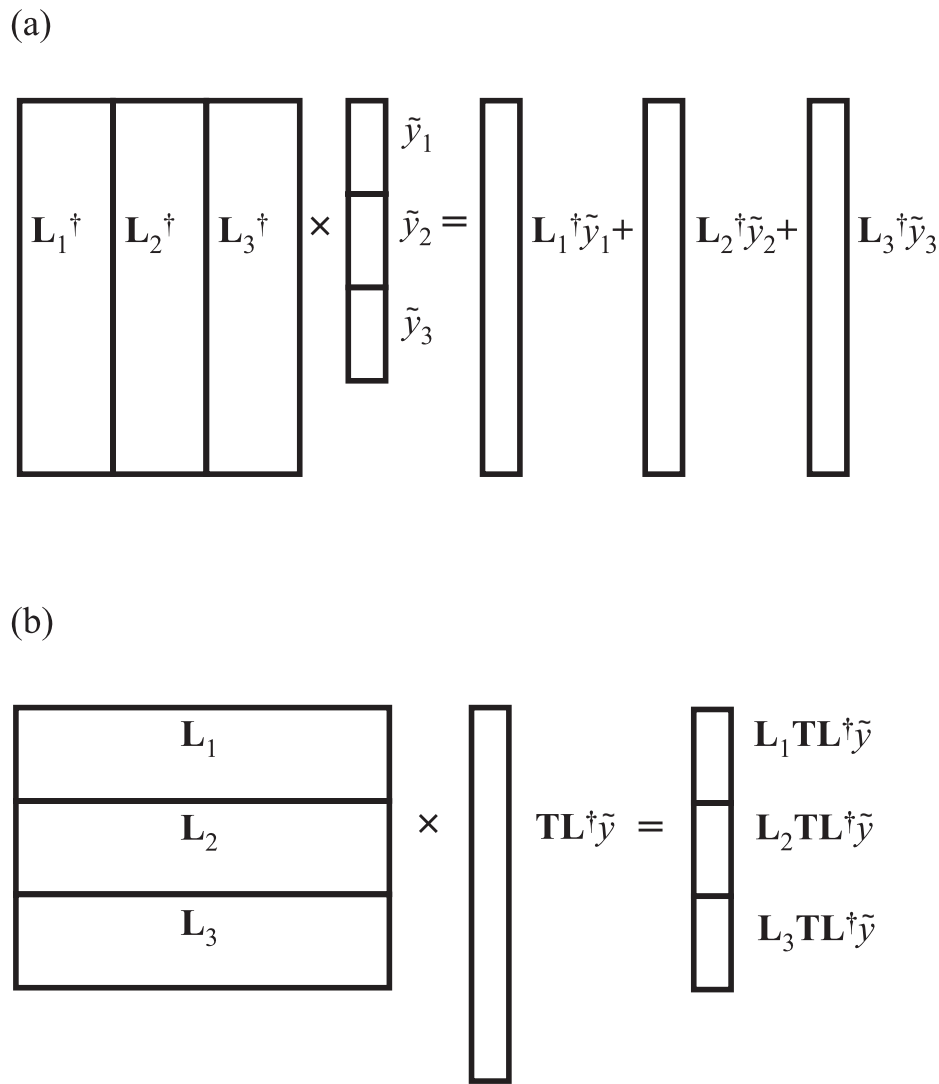 (a)
L₁† L₂† L₃† × ỹ₁ ỹ₂ ỹ₃ = L₁†ỹ₁+ L₂†ỹ₂+ L₃†ỹ₃
(b)
L₁ L₂ L₃ × TL†ỹ = L₁TL†ỹ L₂TL†ỹ L₃TL†ỹ